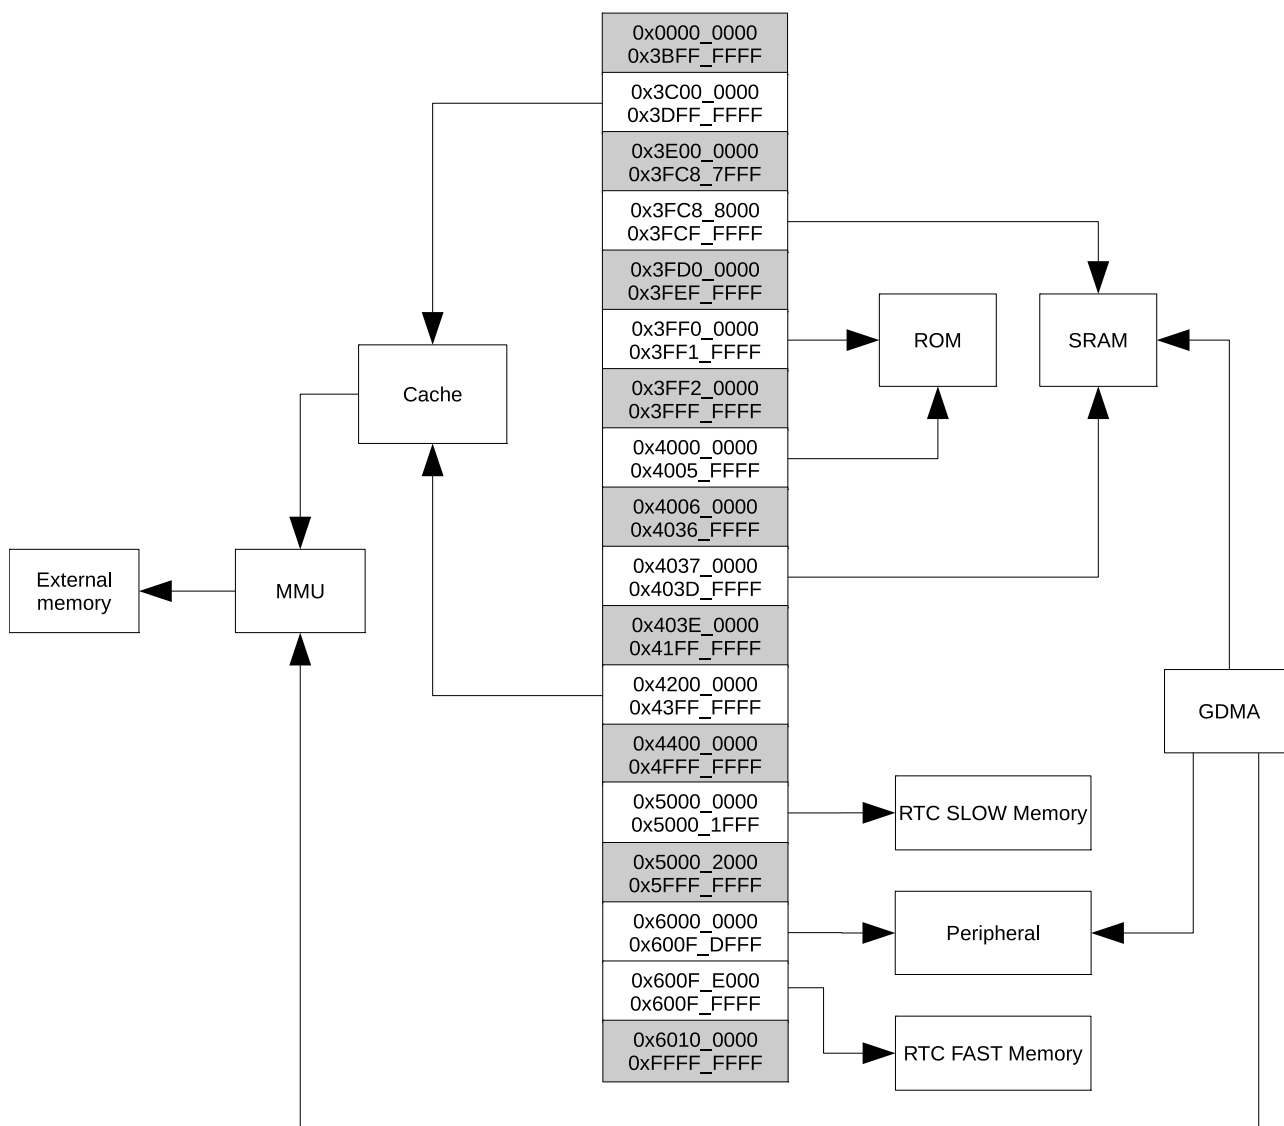 0x0000_0000
0x3BFF_FFFF
0x3C00_0000
0x3DFF_FFFF
0x3E00_0000
0x3FC8_7FFF
0x3FC8_8000
0x3FCF_FFFF
0x3FD0_0000
0x3FEF_FFFF
0x3FF0_0000
0x3FF1_FFFF
0x3FF2_0000
0x3FFF_FFFF
0x4000_0000
0x4005_FFFF
0x4006_0000
0x4036_FFFF
0x4037_0000
0x403D_FFFF
0x403E_0000
0x41FF_FFFF
0x4200_0000
0x43FF_FFFF
0x4400_0000
0x4FFF_FFFF
0x5000_0000
0x5000_1FFF
0x5000_2000
0x5FFF_FFFF
0x6000_0000
0x600F_DFFF
0x600F_E000
0x600F_FFFF
0x6010_0000
0xFFFF_FFFF
Cache
External
memory
MMU
ROM
SRAM
GDMA
RTC SLOW Memory
Peripheral
RTC FAST Memory